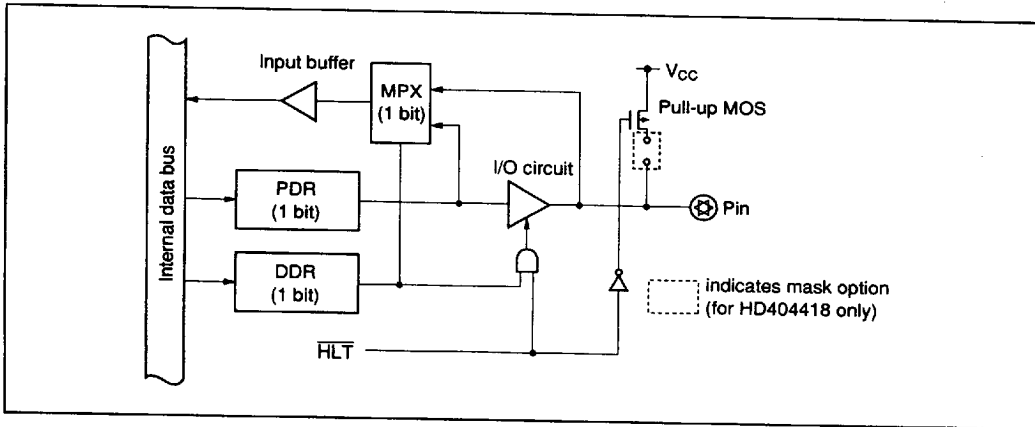 Input buffer
MPX
(1 bit)
VCC
Pull-up MOS
I/O circuit
PDR
(1 bit)
Pin
Internal data bus
DDR
(1 bit)
indicates mask option
(for HD404418 only)
HLT